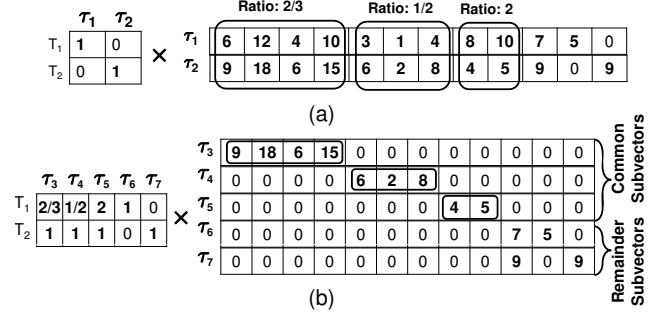 Ratio: 2/3 Ratio: 1/2 Ratio: 2
τ1 τ2
T1 1 0
T2 0 1
×
τ1 6 12 4 10 3 1 4 8 10 7 5 0
τ2 9 18 6 15 6 2 8 4 5 9 0 9
(a)
τ3 τ4 τ5 τ6 τ7
T1 2/3 1/2 2 1 0
T2 1 1 1 0 1
×
τ3 9 18 6 15 0 0 0 0 0 0 0 0
τ4 0 0 0 0 6 2 8 0 0 0 0 0
τ5 0 0 0 0 0 0 0 4 5 0 0 0
τ6 0 0 0 0 0 0 0 0 0 7 5 0
τ7 0 0 0 0 0 0 0 0 0 9 0 9
Common
Subvectors
Remainder
Subvectors
(b)